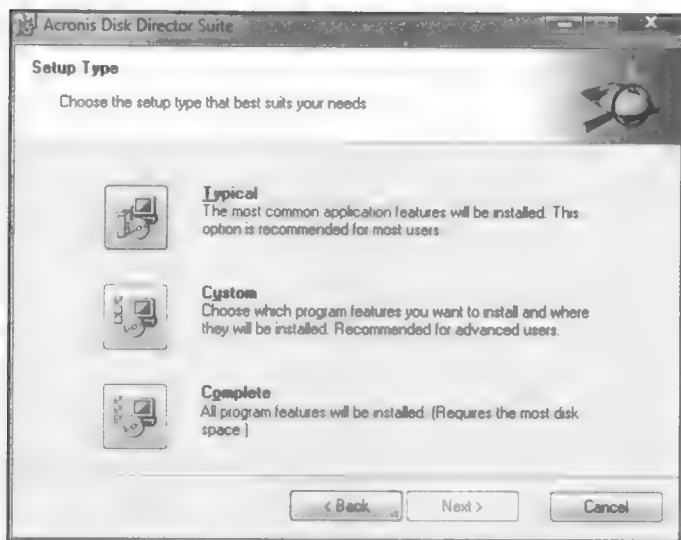 Acronis Disk Director Suite
Setup Type
Choose the setup type that best suits your needs
Typical
The most common application features will be installed. This
option is recommended for most users
Custom
Choose which program features you want to install and where
they will be installed. Recommended for advanced users.
Complete
All program features will be installed. (Requires the most disk
space )
< Back
Next >
Cancel